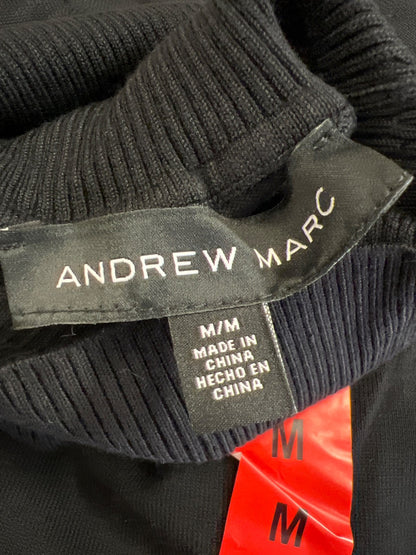 ANDREW MARC
M/M
MADE IN
CHINA
HECHO EN
CHINA
M
M